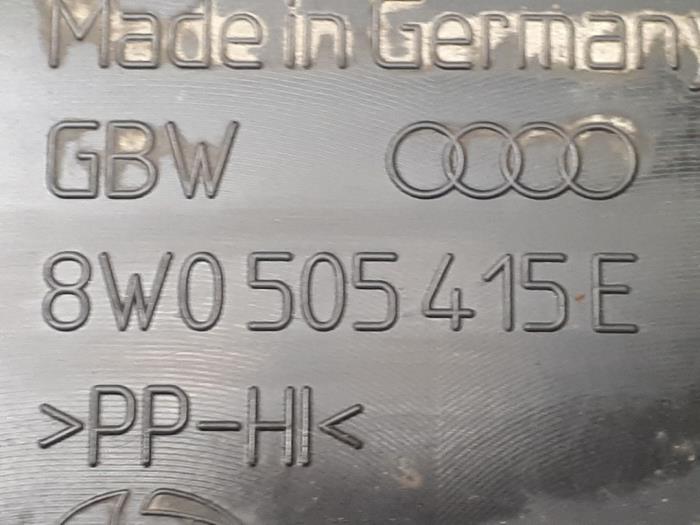 Made in Germany
GBW
8W0 505 415 E
>PP-HI<